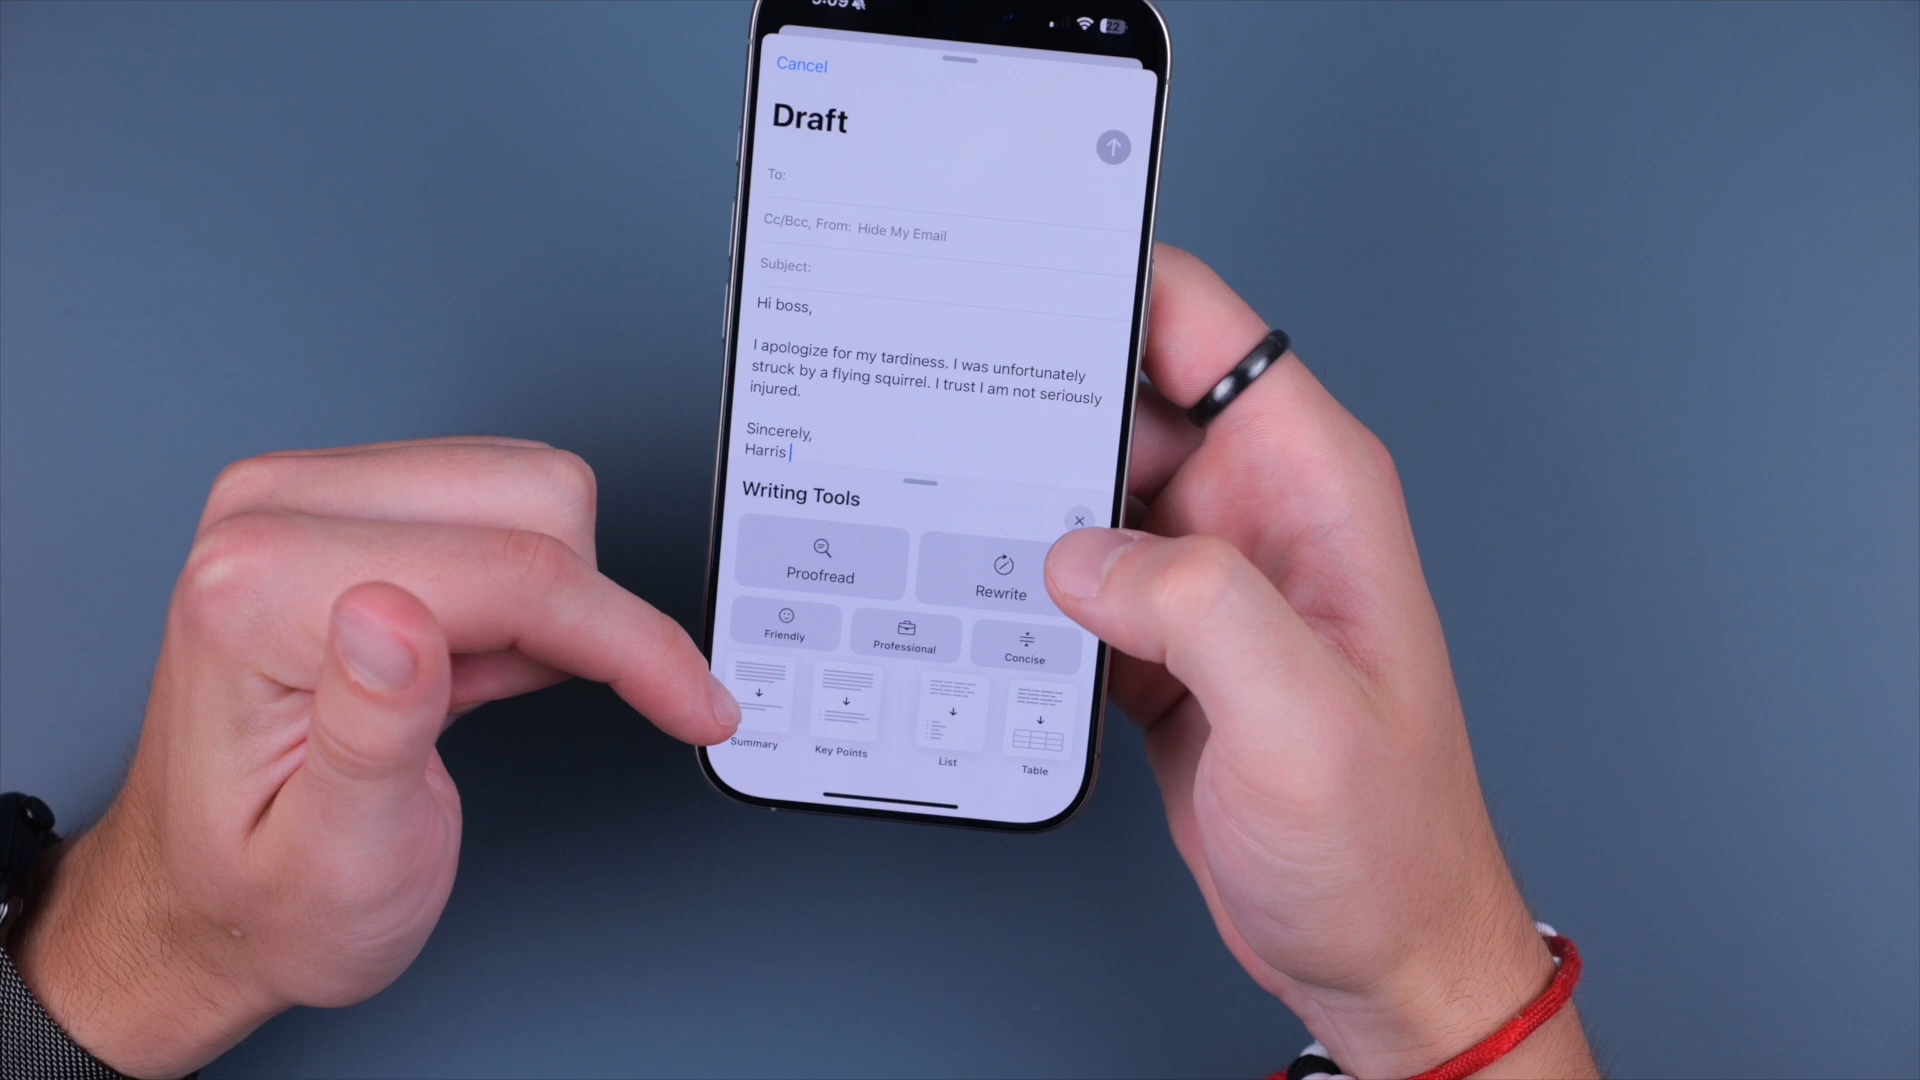 22
Cancel
Draft
To:
Cc/Bcc, From: Hide My Email
Subject:
Hi boss,
I apologize for my tardiness. I was unfortunately
struck by a flying squirrel. I trust I am not seriously
injured.
Sincerely,
Harris
Writing Tools
Proofread
Rewrite
Friendly
Professional
Concise
Summary
Key Points
List
Table